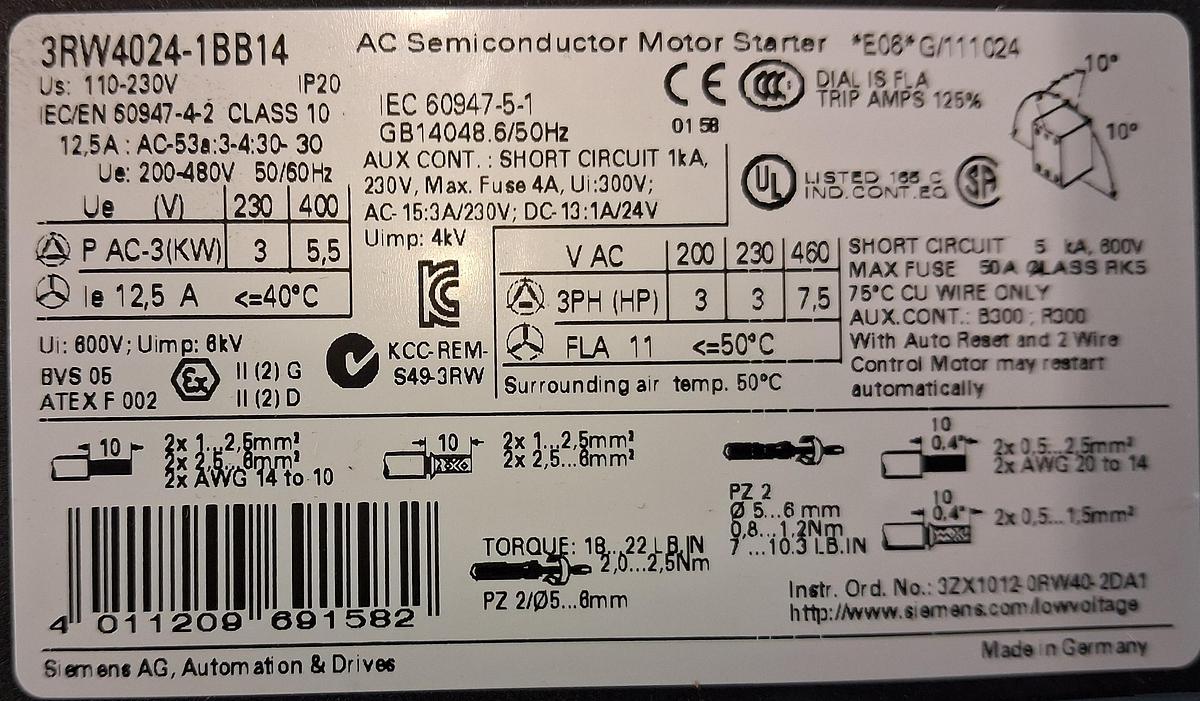 3RW4024-1BB14
AC Semiconductor Motor Starter *E06*G/111024
Us: 110-230V IP20
IEC/EN 60947-4-2 CLASS 10
12,5A : AC-53a:3-4:30- 30
Ue: 200-480V 50/60Hz
Ue (V) 230 400
P AC-3(KW) 3 5,5
Ie 12,5 A <=40°C
Ui: 600V; Uimp: 6kV
BVS 05
ATEX F 002
Ex
II (2) G
II (2) D
IEC 60947-5-1
GB14048.6/50Hz
AUX CONT. : SHORT CIRCUIT 1kA,
230V, Max. Fuse 4A, Ui:300V;
AC-15:3A/230V; DC-13:1A/24V
Uimp: 4kV
KCC-REM-
S49-3RW
CE
0158
CCC
DIAL IS FLA
TRIP AMPS 125%
10°
10°
UL
LISTED 165 C
IND.CONT.EQ
SA
V AC 200 230 460
3PH (HP) 3 3 7,5
FLA 11 <=50°C
Surrounding air temp. 50°C
SHORT CIRCUIT 5 kA, 600V
MAX FUSE 50A CLASS RK5
75°C CU WIRE ONLY
AUX.CONT.: B300 ; R300
With Auto Reset and 2 Wire
Control Motor may restart
automatically
10
2x 1...2,5mm²
2x 2,5...6mm²
2x AWG 14 to 10
10
2x 1...2,5mm²
2x 2,5...6mm²
TORQUE: 18...22 LB.IN
2,0...2,5Nm
PZ 2/Ø5...6mm
PZ 2
Ø 5...6 mm
0,8...1,2Nm
7 ...10.3 LB.IN
10
0.4"
2x 0,5...2,5mm²
2x AWG 20 to 14
10
0.4"
2x 0,5...1,5mm²
4 011209 691582
Instr. Ord. No.: 3ZX1012-0RW40-2DA1
http://www.siemens.com/lowvoltage
Siemens AG, Automation & Drives
Made in Germany